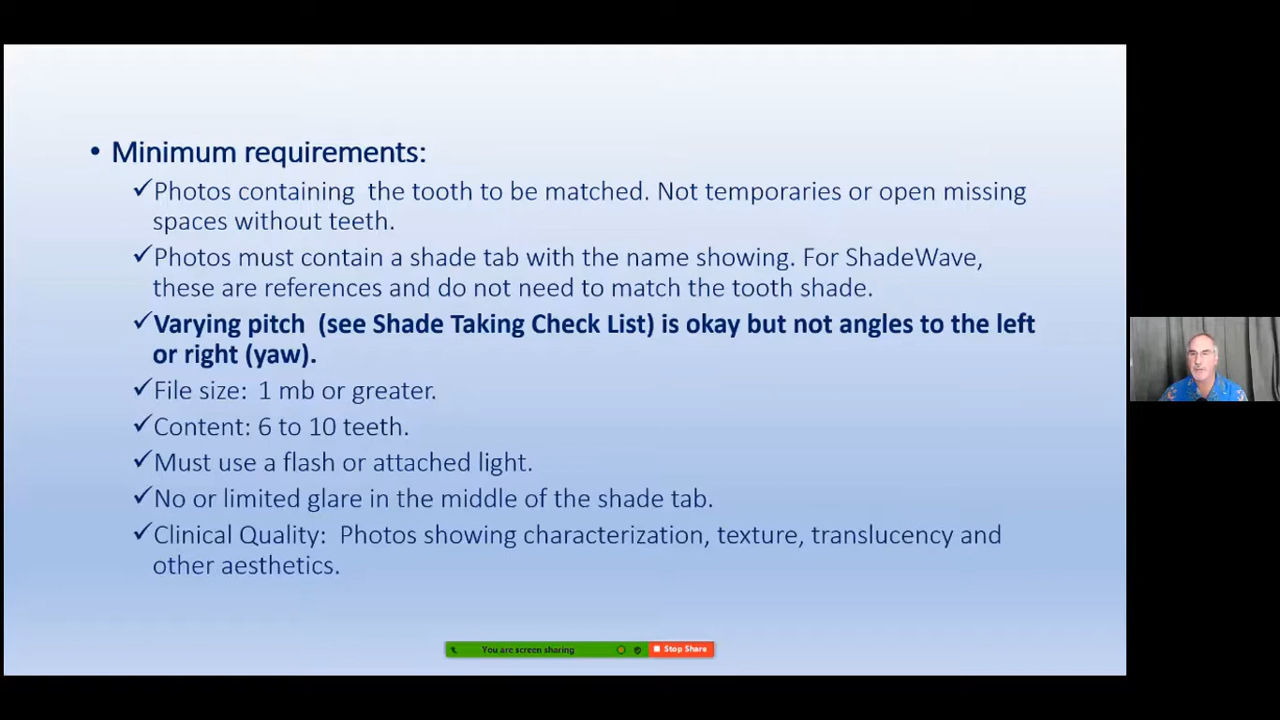 • Minimum requirements:
✓Photos containing  the tooth to be matched. Not temporaries or open missing
spaces without teeth.
✓Photos must contain a shade tab with the name showing. For ShadeWave,
these are references and do not need to match the tooth shade.
✓Varying pitch  (see Shade Taking Check List) is okay but not angles to the left
or right (yaw).
✓File size:  1 mb or greater.
✓Content: 6 to 10 teeth.
✓Must use a flash or attached light.
✓No or limited glare in the middle of the shade tab.
✓Clinical Quality:  Photos showing characterization, texture, translucency and
other aesthetics.
You are screen sharing
Stop Share